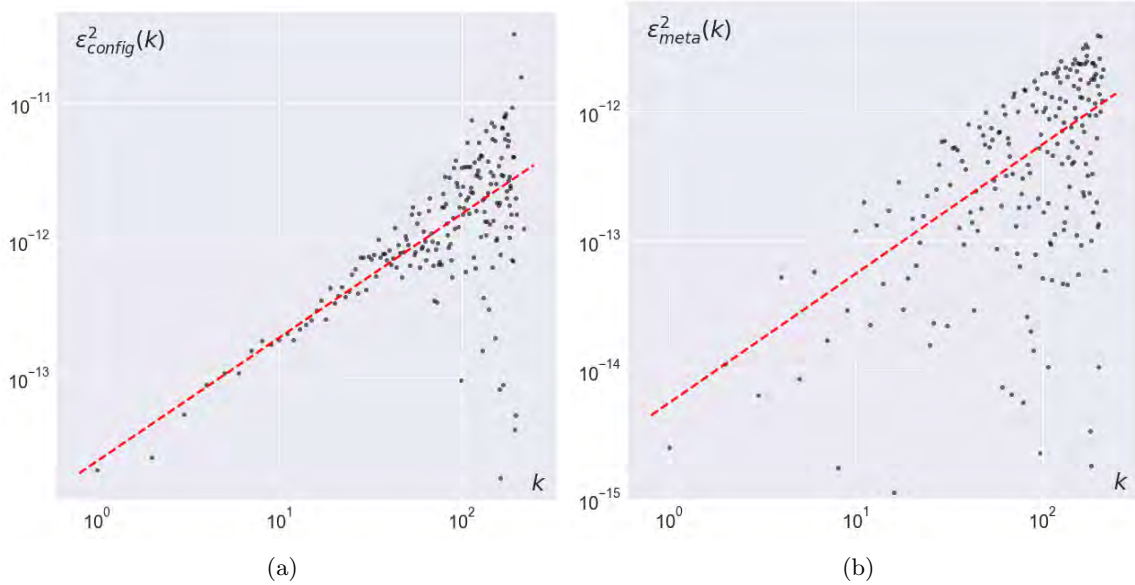 ε²config(k)
10⁻¹¹
10⁻¹²
10⁻¹³
k
10⁰
10¹
10²
(a)
ε²meta(k)
10⁻¹²
10⁻¹³
10⁻¹⁴
10⁻¹⁵
k
10⁰
10¹
10²
(b)